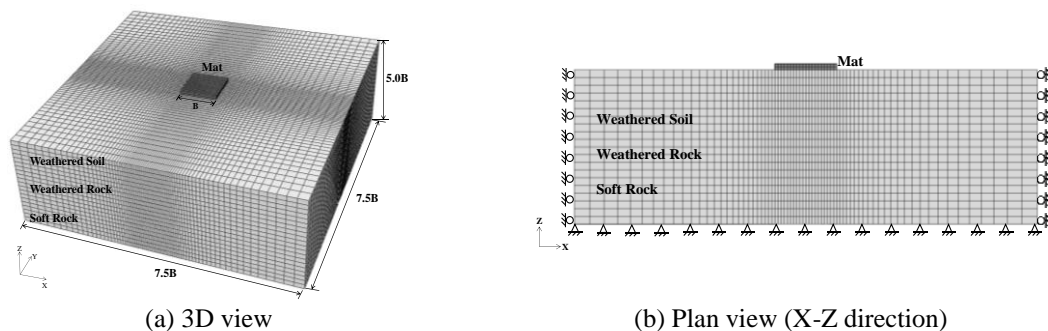 Mat
B
5.0B
7.5B
7.5B
Weathered Soil
Weathered Rock
Soft Rock
Z
Y
X
(a) 3D view
Mat
Weathered Soil
Weathered Rock
Soft Rock
Z
X
(b) Plan view (X-Z direction)